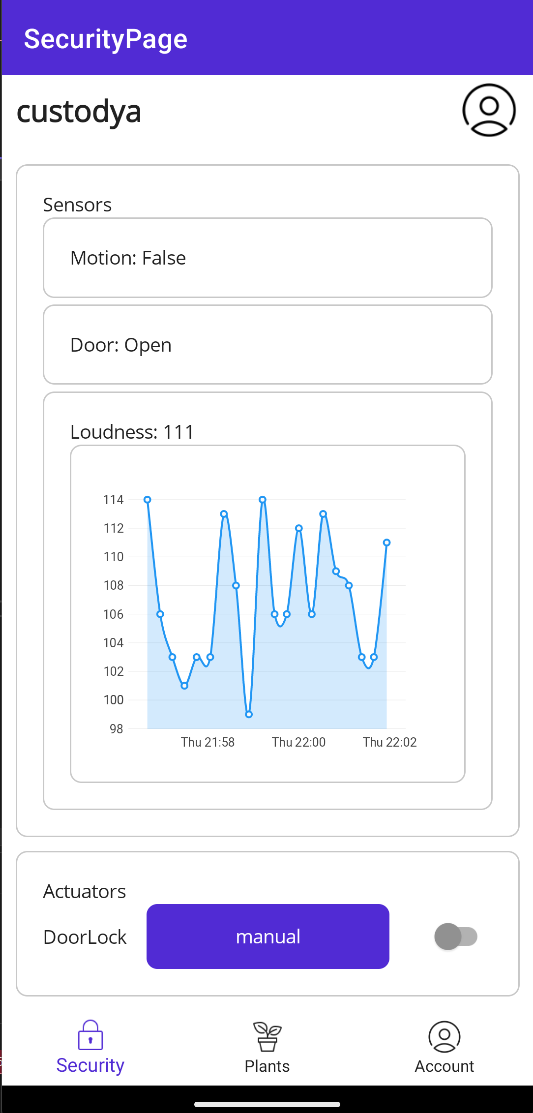 SecurityPage
custodya
Sensors
Motion: False
Door: Open
Loudness: 111
114
112
110
108
106
104
102
100
98
Thu 21:58 Thu 22:00 Thu 22:02
Actuators
DoorLock manual
Security Plants Account